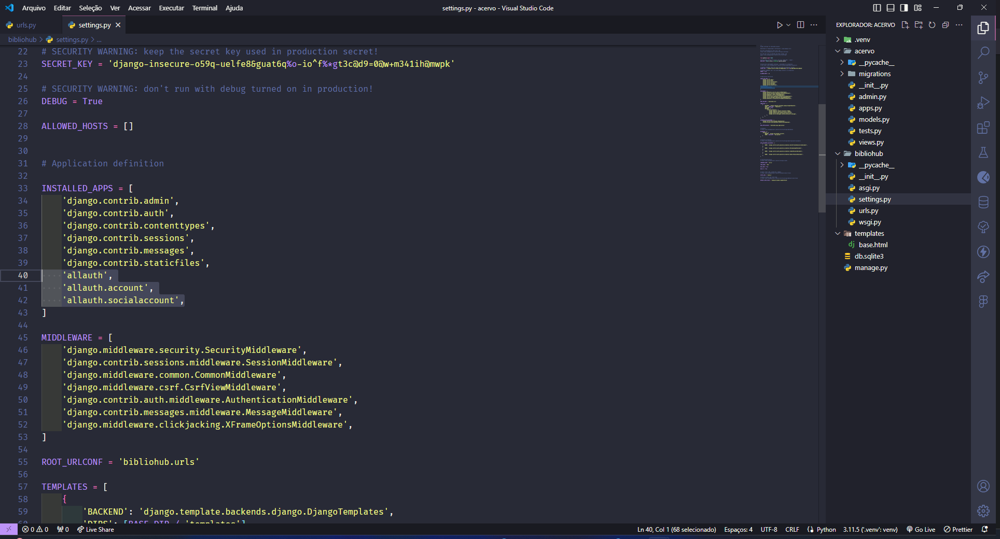 Arquivo Editar Seleção Ver Acessar Executar Terminal Ajuda
settings.py - acervo - Visual Studio Code
urls.py
settings.py
bibliohub > settings.py > ...
22 # SECURITY WARNING: keep the secret key used in production secret!
23 SECRET_KEY = 'django-insecure-o59q-uelfe8&guat6q%o-io^f%*gt3c@d9=0@w+m341ih@mwpk'
24
25 # SECURITY WARNING: don't run with debug turned on in production!
26 DEBUG = True
27
28 ALLOWED_HOSTS = []
29
30
31 # Application definition
32
33 INSTALLED_APPS = [
34 'django.contrib.admin',
35 'django.contrib.auth',
36 'django.contrib.contenttypes',
37 'django.contrib.sessions',
38 'django.contrib.messages',
39 'django.contrib.staticfiles',
40 'allauth',
41 'allauth.account',
42 'allauth.socialaccount',
43 ]
44
45 MIDDLEWARE = [
46 'django.middleware.security.SecurityMiddleware',
47 'django.contrib.sessions.middleware.SessionMiddleware',
48 'django.middleware.common.CommonMiddleware',
49 'django.middleware.csrf.CsrfViewMiddleware',
50 'django.contrib.auth.middleware.AuthenticationMiddleware',
51 'django.contrib.messages.middleware.MessageMiddleware',
52 'django.middleware.clickjacking.XFrameOptionsMiddleware',
53 ]
54
55 ROOT_URLCONF = 'bibliohub.urls'
56
57 TEMPLATES = [
58 {
59 'BACKEND': 'django.template.backends.django.DjangoTemplates',
60 'DIRS': [BASE_DIR / 'templates']
EXPLORADOR: ACERVO
.venv
acervo
__pycache__
migrations
__init__.py
admin.py
apps.py
models.py
tests.py
views.py
bibliohub
__pycache__
__init__.py
asgi.py
settings.py
urls.py
wsgi.py
templates
dj base.html
db.sqlite3
manage.py
0 0 0 Live Share
Ln 40, Col 1 (68 selecionado) Espaços: 4 UTF-8 CRLF Python 3.11.5 ('.venv': venv) Go Live Prettier